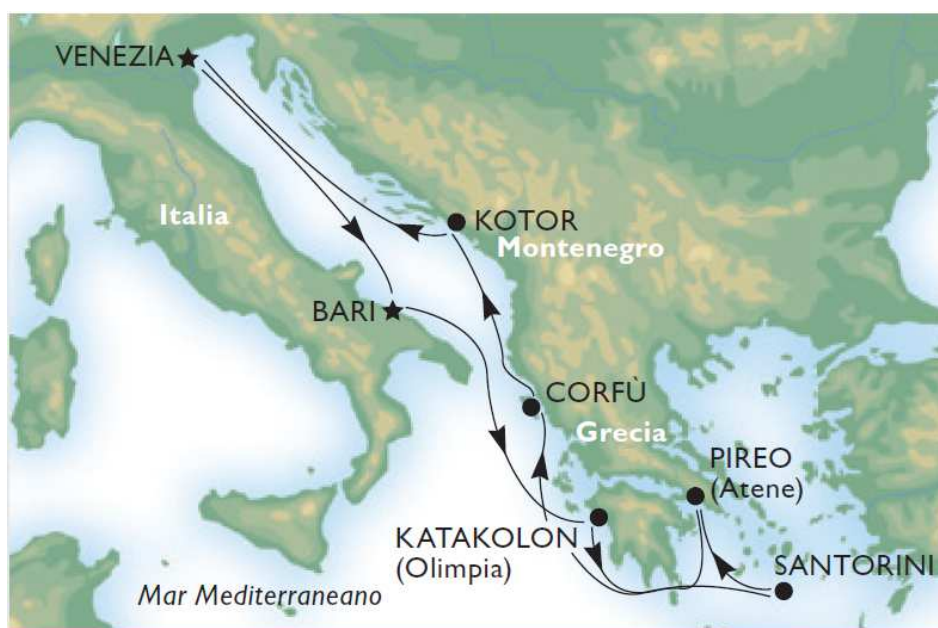 VENEZIA
Italia
KOTOR
Montenegro
BARI
CORFÙ
Grecia
PIREO
(Atene)
KATAKOLON
(Olimpia)
SANTORINI
Mar Mediterraneano